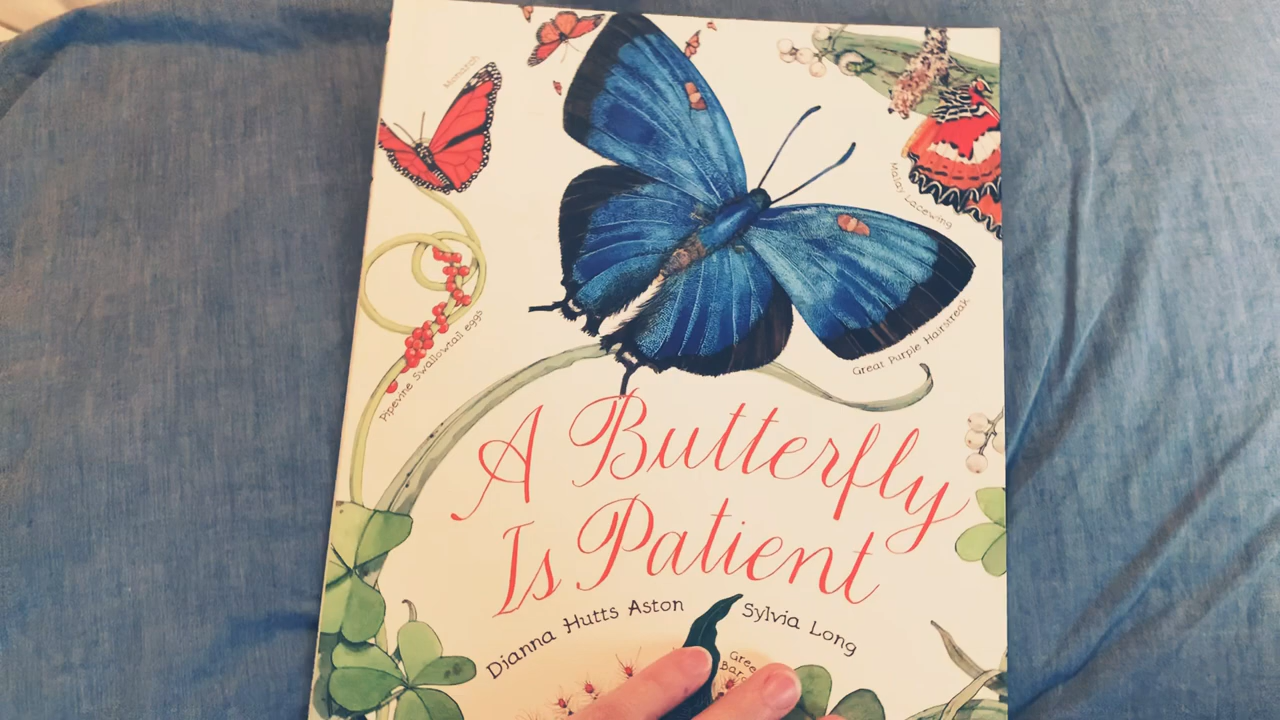 Monarch
Malay Lacewing
Pipevine Swallowtail eggs
Great Purple Hairstreak
A Butterfly
Is Patient
Dianna Hutts Aston
Sylvia Long